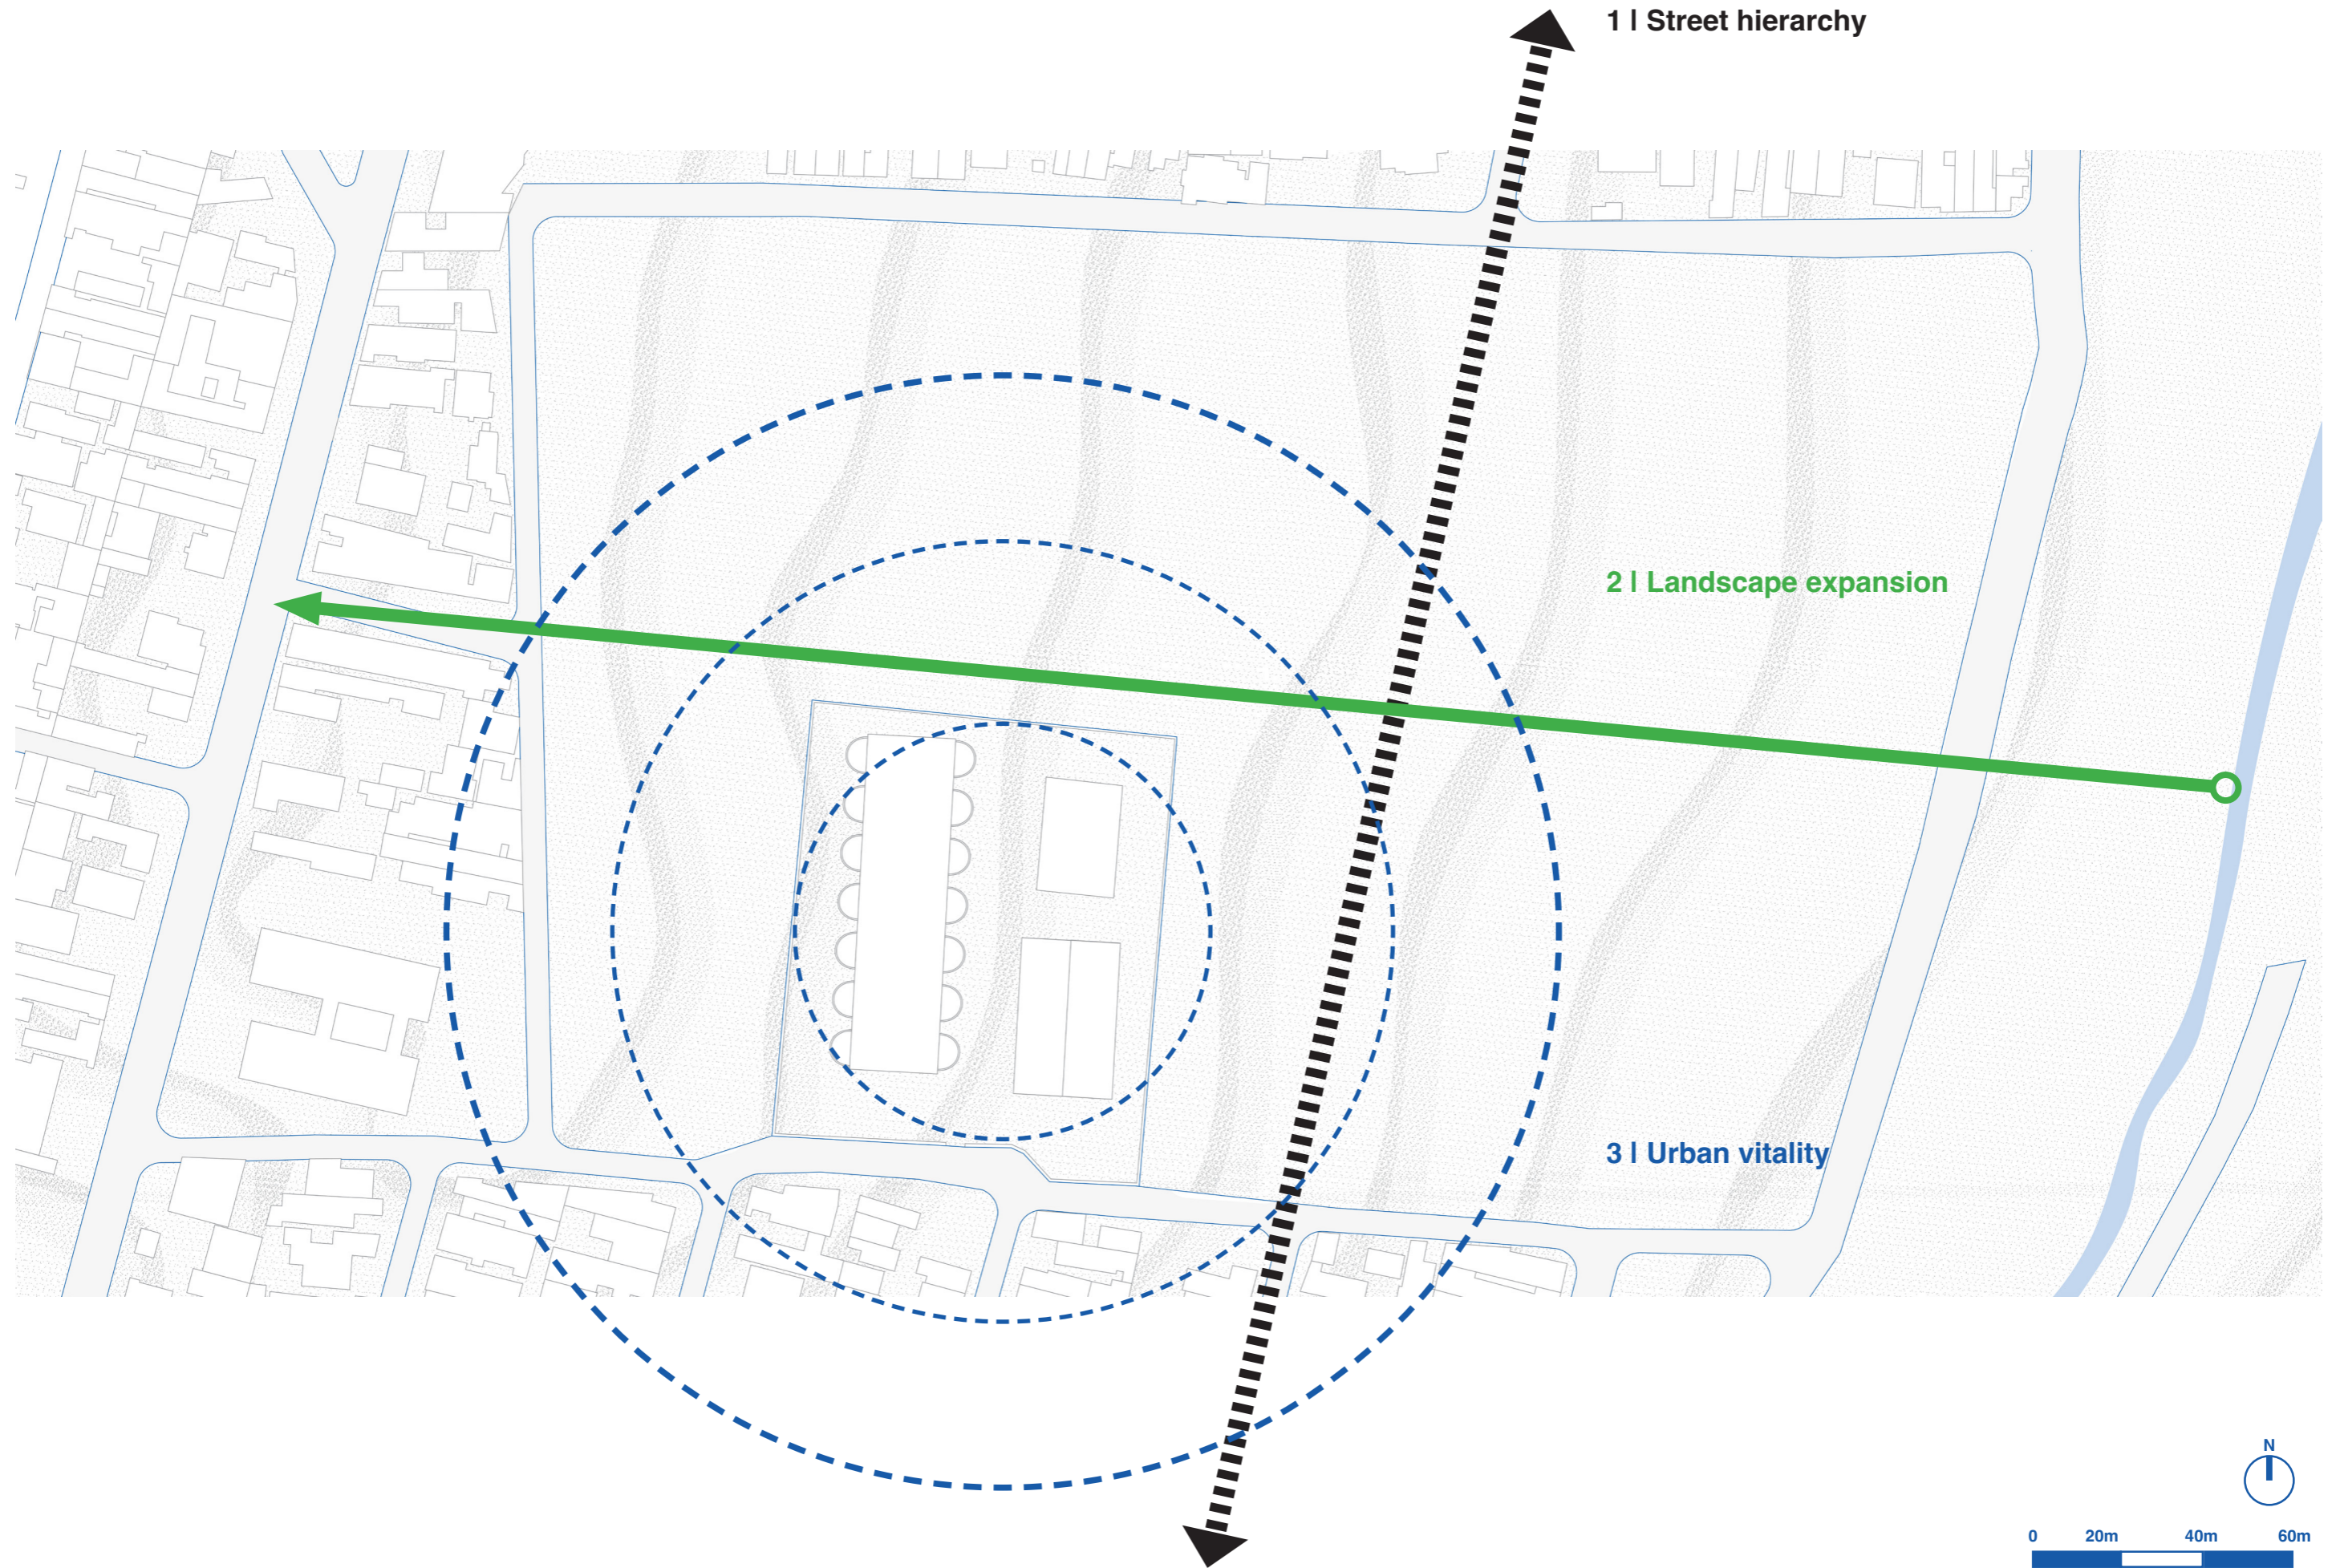 1 | Street hierarchy
2 | Landscape expansion
3 | Urban vitality
N
0 20m 40m 60m